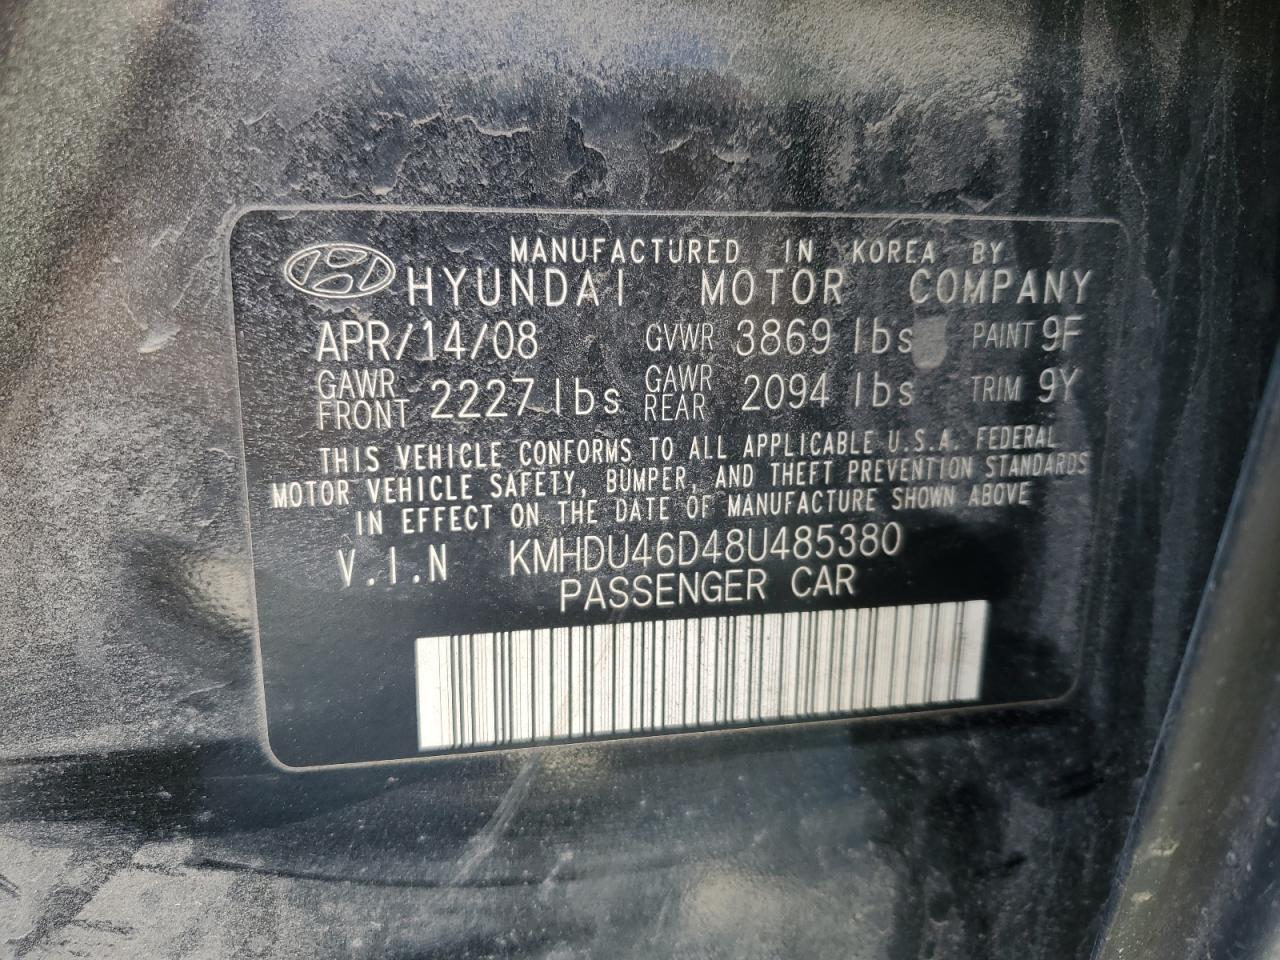 MANUFACTURED IN KOREA BY
HYUNDAI MOTOR COMPANY
APR/14/08 GVWR 3869 lbs PAINT 9F
GAWR FRONT 2227 lbs GAWR REAR 2094 lbs TRIM 9Y
THIS VEHICLE CONFORMS TO ALL APPLICABLE U.S.A. FEDERAL
MOTOR VEHICLE SAFETY, BUMPER, AND THEFT PREVENTION STANDARDS
IN EFFECT ON THE DATE OF MANUFACTURE SHOWN ABOVE
V.I.N KMHDU46D48U485380
PASSENGER CAR